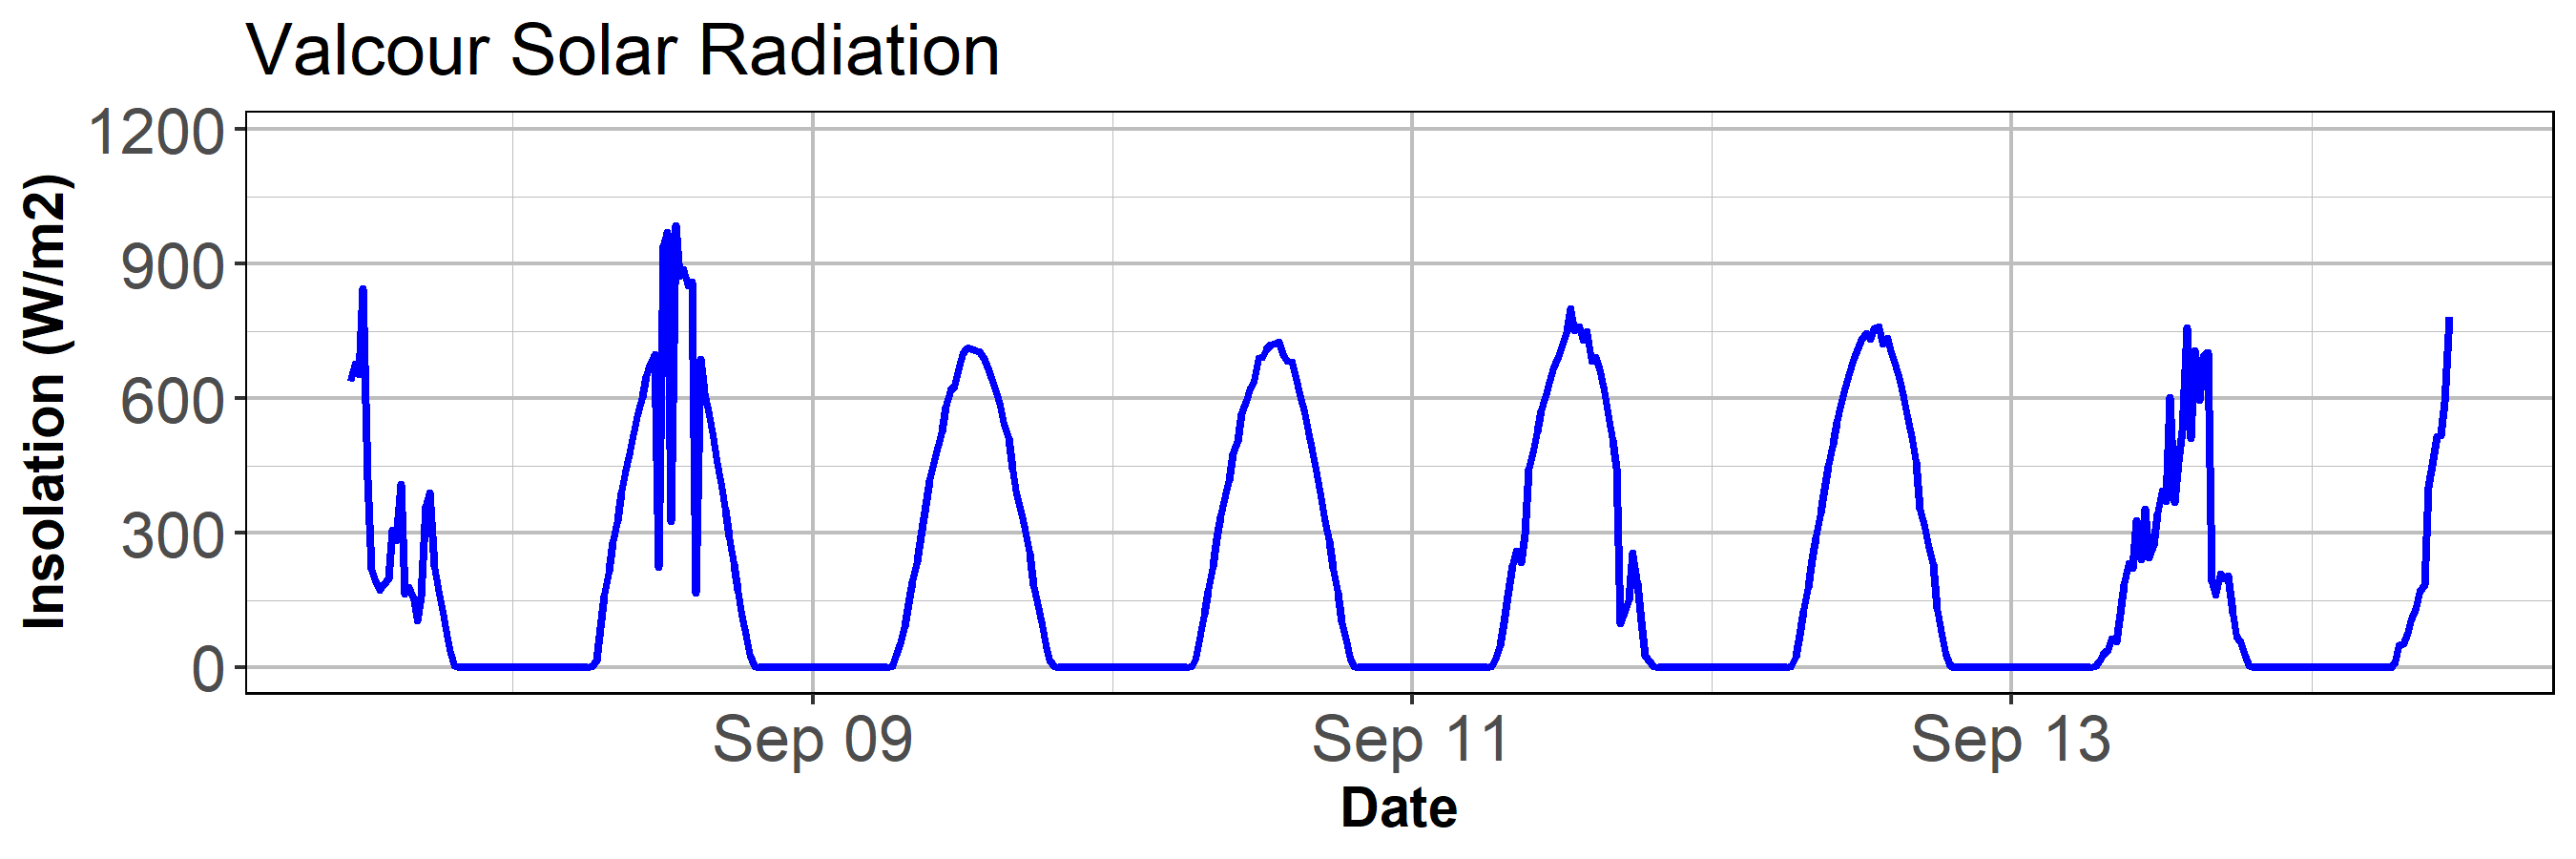 Valcour Solar Radiation
1200
900
600
300
0
Insolation (W/m2)
Sep 09 Sep 11 Sep 13
Date